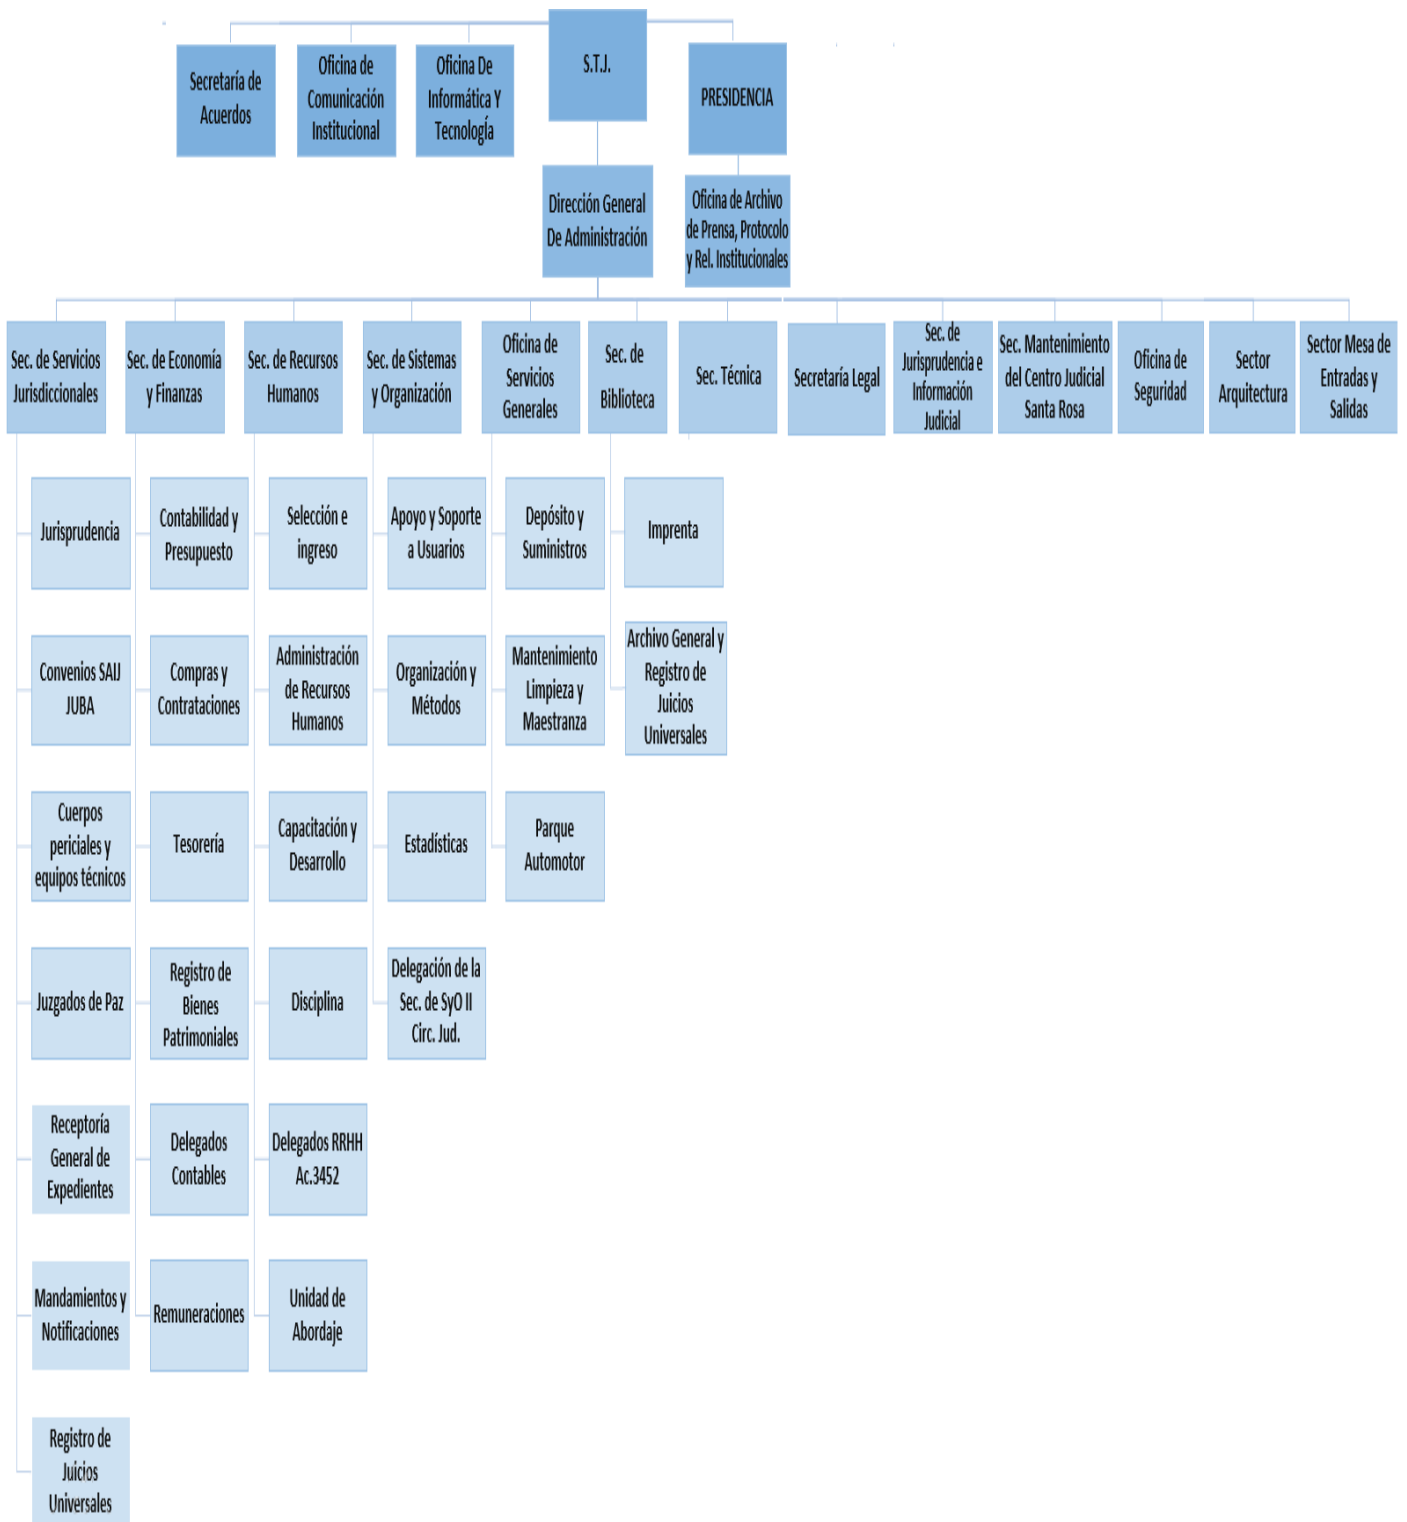 S.T.J.
Secretaría de
Acuerdos
Oficina de
Comunicación
Institucional
Oficina De
Informática Y
Tecnología
PRESIDENCIA
Dirección General
De Administración
Oficina de Archivo
de Prensa, Protocolo
y Rel. Institucionales
Sec. de Servicios
Jurisdiccionales
Sec. de Economía
y Finanzas
Sec. de Recursos
Humanos
Sec. de Sistemas
y Organización
Oficina de
Servicios
Generales
Sec. de
Biblioteca
Sec. Técnica
Secretaría Legal
Sec. de
Jurisprudencia e
Información
Judicial
Sec. Mantenimiento
del Centro Judicial
Santa Rosa
Oficina de
Seguridad
Sector
Arquitectura
Sector Mesa de
Entradas y
Salidas
Jurisprudencia
Contabilidad y
Presupuesto
Selección e
ingreso
Apoyo y Soporte
a Usuarios
Depósito y
Suministros
Imprenta
Convenios SAIJ
JUBA
Compras y
Contrataciones
Administración
de Recursos
Humanos
Organización y
Métodos
Mantenimiento
Limpieza y
Maestranza
Archivo General y
Registro de
Juicios
Universales
Cuerpos
periciales y
equipos técnicos
Tesorería
Capacitación y
Desarrollo
Estadísticas
Parque
Automotor
Juzgados de Paz
Registro de
Bienes
Patrimoniales
Disciplina
Delegación de la
Sec. de SyO II
Circ. Jud.
Receptoría
General de
Expedientes
Delegados
Contables
Delegados RRHH
Ac.3452
Mandamientos y
Notificaciones
Remuneraciones
Unidad de
Abordaje
Registro de
Juicios
Universales